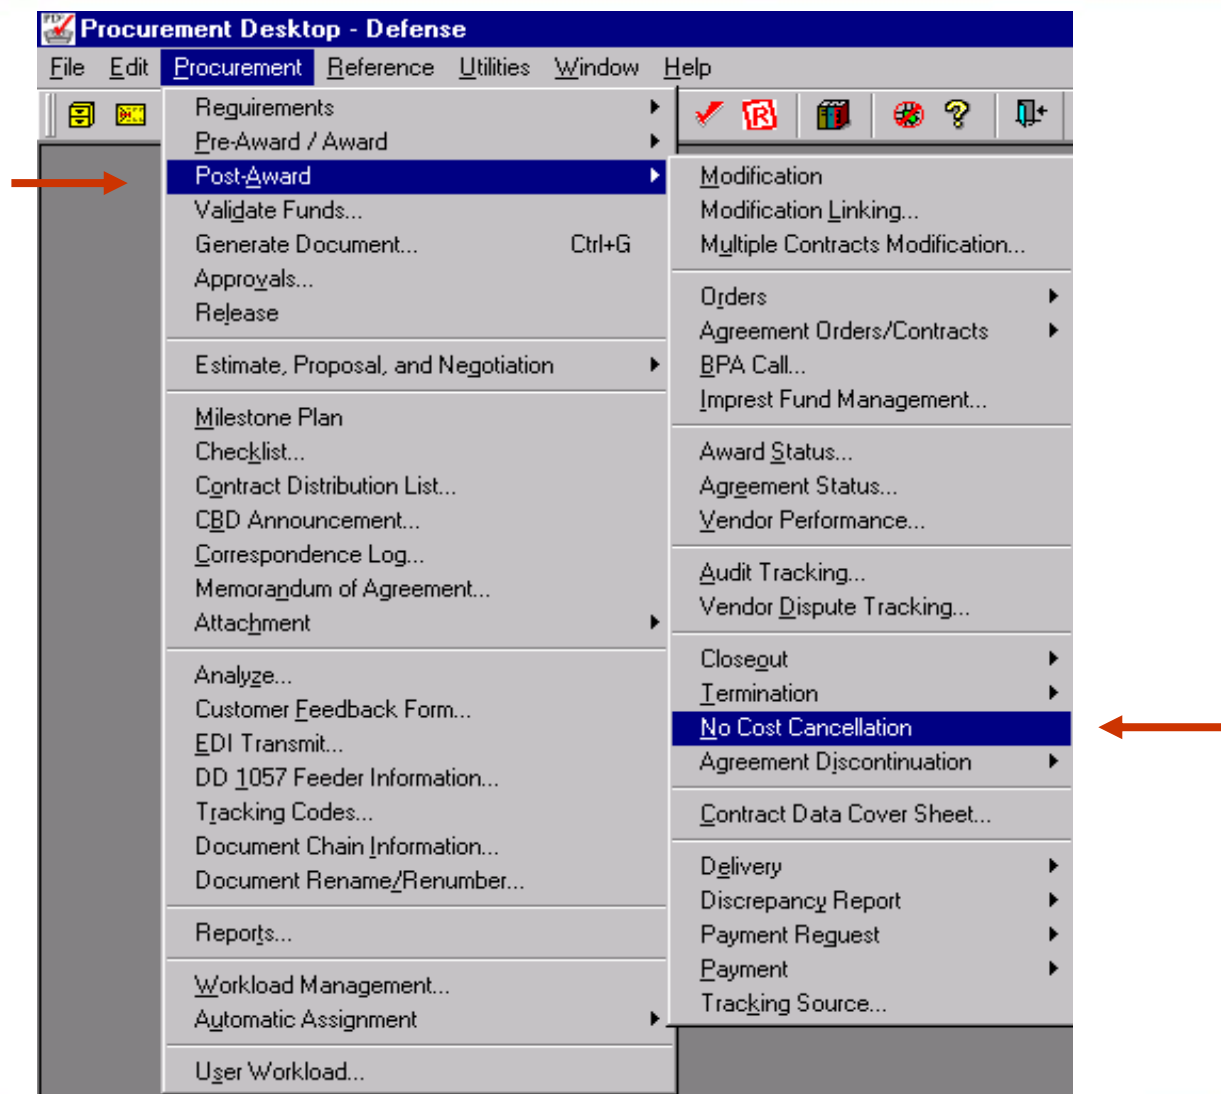 Procurement Desktop - Defense
File Edit Procurement Reference Utilities Window Help
Requirements
Pre-Award / Award
Post-Award
Validate Funds...
Generate Document... Ctrl+G
Approvals...
Release
Estimate, Proposal, and Negotiation
Milestone Plan
Checklist...
Contract Distribution List...
CBD Announcement...
Correspondence Log...
Memorandum of Agreement...
Attachment
Analyze...
Customer Feedback Form...
EDI Transmit...
DD 1057 Feeder Information...
Tracking Codes...
Document Chain Information...
Document Rename/Renumber...
Reports...
Workload Management...
Automatic Assignment
User Workload...
Modification
Modification Linking...
Multiple Contracts Modification...
Orders
Agreement Orders/Contracts
BPA Call...
Imprest Fund Management...
Award Status...
Agreement Status...
Vendor Performance...
Audit Tracking...
Vendor Dispute Tracking...
Closeout
Termination
No Cost Cancellation
Agreement Discontinuation
Contract Data Cover Sheet...
Delivery
Discrepancy Report
Payment Request
Payment
Tracking Source...